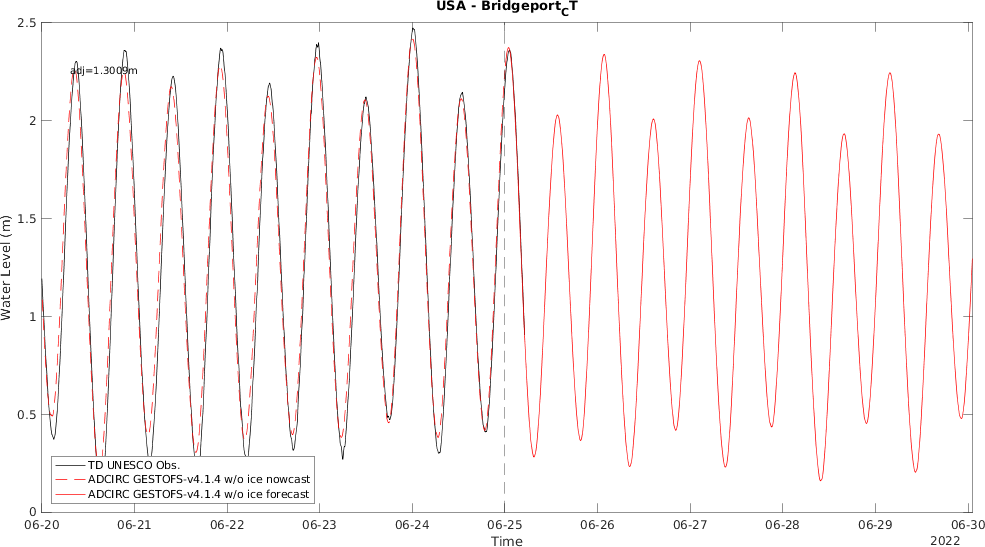 USA - Bridgeport_CT
adj=1.3009m
2.5
2
1.5
1
0.5
0
Water Level (m)
TD UNESCO Obs.
ADCIRC GESTOFS-v4.1.4 w/o ice nowcast
ADCIRC GESTOFS-v4.1.4 w/o ice forecast
06-20 06-21 06-22 06-23 06-24 06-25 06-26 06-27 06-28 06-29 06-30
Time
2022